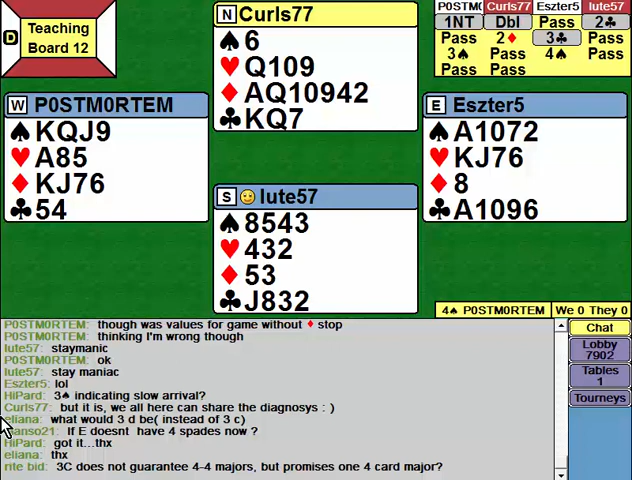 D
Teaching
Board 12
N Curls77
♠ 6
♥ Q109
♦ AQ10942
♣ KQ7
P0STM0 Curls77 Eszter5 lute57
1NT Dbl Pass 2♣
Pass 2♦ 3♣ Pass
3♠ Pass 4♠ Pass
Pass Pass
W P0STM0RTEM
♠ KQJ9
♥ A85
♦ KJ76
♣ 54
E Eszter5
♠ A1072
♥ KJ76
♦ 8
♣ A1096
S lute57
♠ 8543
♥ 432
♦ 53
♣ J832
4♠ P0STM0RTEM We 0 They 0
P0STM0RTEM: though was values for game without ♦ stop
P0STM0RTEM: thinking I'm wrong though
lute57: staymanic
P0STM0RTEM: ok
lute57: stay maniac
Eszter5: lol
HiPard: 3♠ indicating slow arrival?
Curls77: but it is, we all here can share the diagnosys : )
eliana: what would 3 d be( instead of 3 c)
anso21: If E doesnt have 4 spades now ?
HiPard: got it...thx
eliana: thx
rite bid: 3C does not guarantee 4-4 majors, but promises one 4 card major?
Chat
Lobby
7902
Tables
1
Tourneys